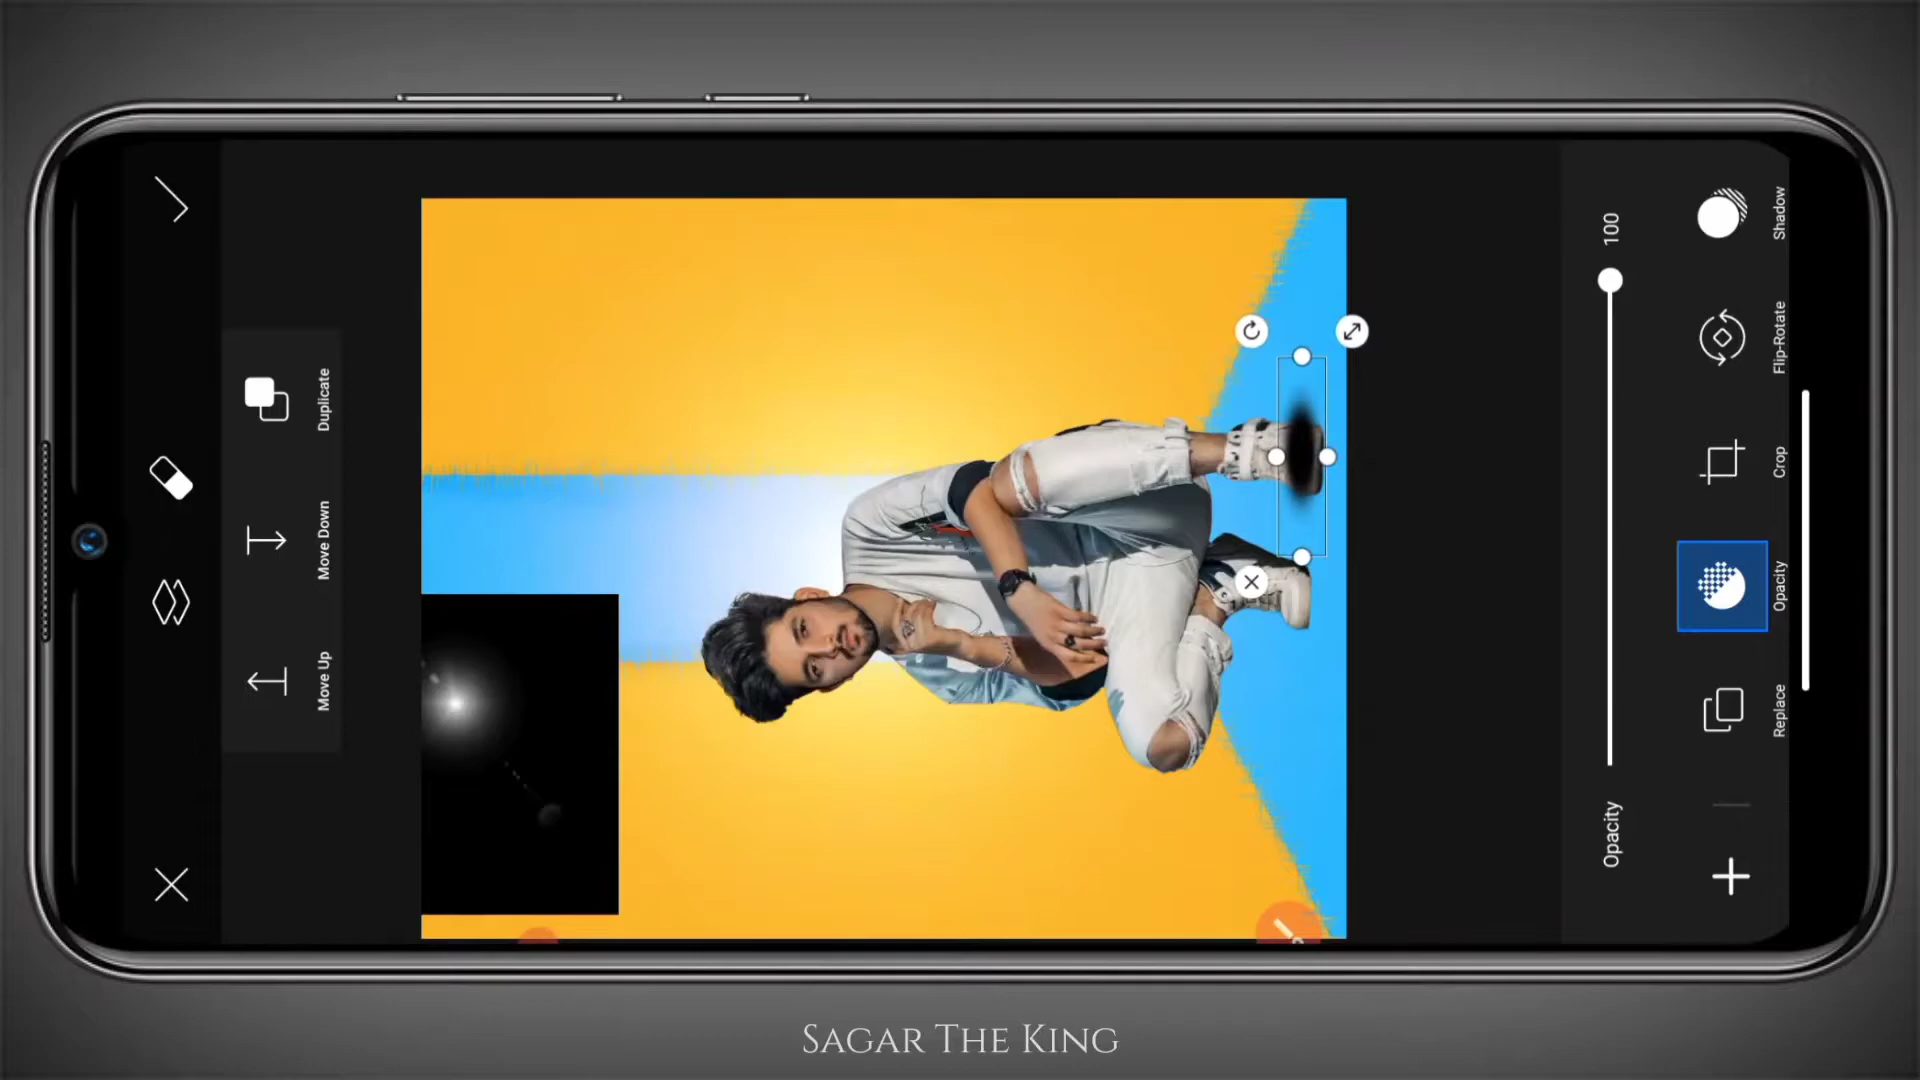 Duplicate
Move Down
Move Up
100
Opacity
Shadow
Flip-Rotate
Crop
Opacity
Replace
SAGAR THE KING